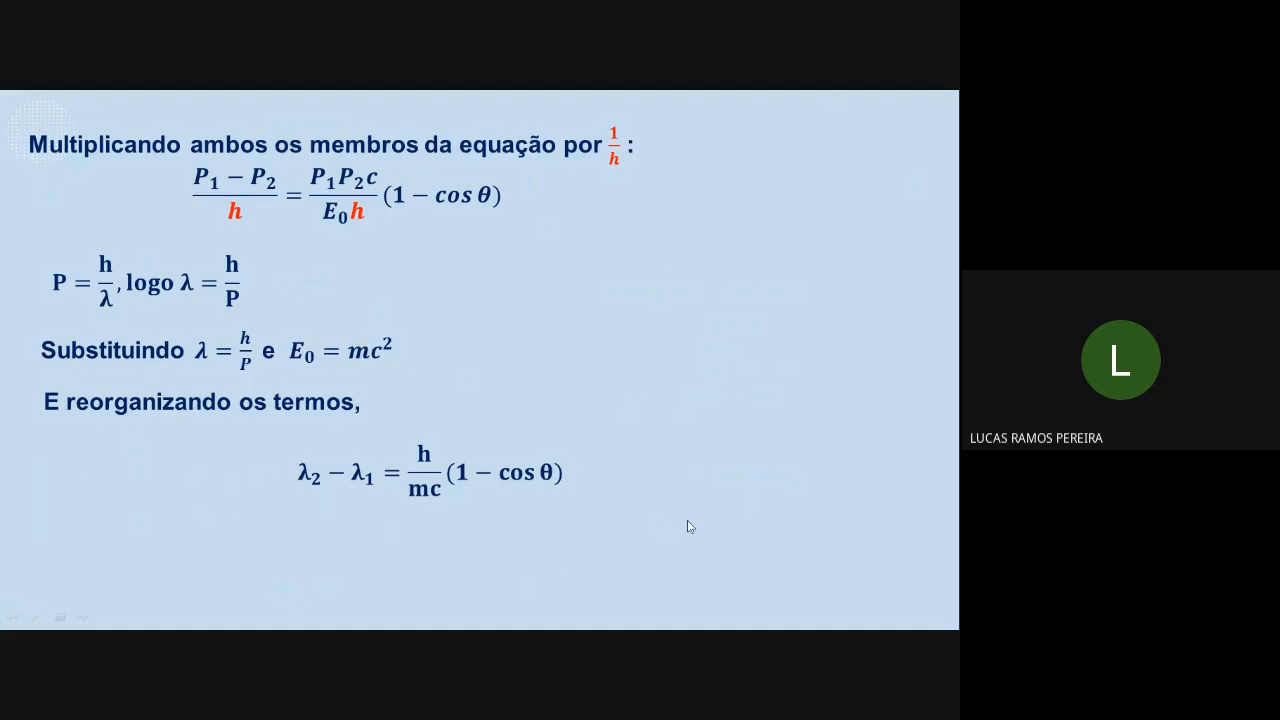 Multiplicando ambos os membros da equação por 1/h :
(P₁ − P₂)/h = (P₁P₂c)/(E₀h) (1 − cos θ)
P = h/λ, logo λ = h/P
Substituindo λ = h/P e E₀ = mc²
E reorganizando os termos,
λ₂ − λ₁ = h/mc (1 − cos θ)
L
LUCAS RAMOS PEREIRA